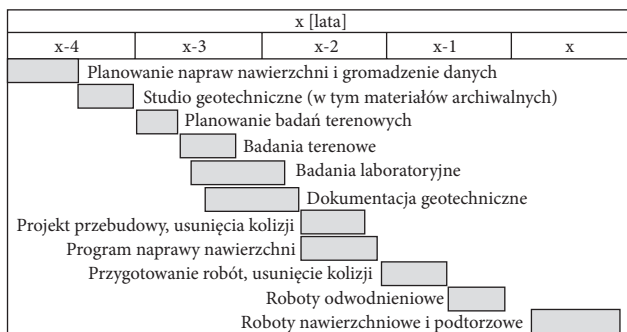 x [lata]
x-4 x-3 x-2 x-1 x
Planowanie napraw nawierzchni i gromadzenie danych
Studio geotechniczne (w tym materiałów archiwalnych)
Planowanie badań terenowych
Badania terenowe
Badania laboratoryjne
Dokumentacja geotechniczne
Projekt przebudowy, usunięcia kolizji
Program naprawy nawierzchni
Przygotowanie robót, usunięcie kolizji
Roboty odwodnieniowe
Roboty nawierzchniowe i podtorzowe